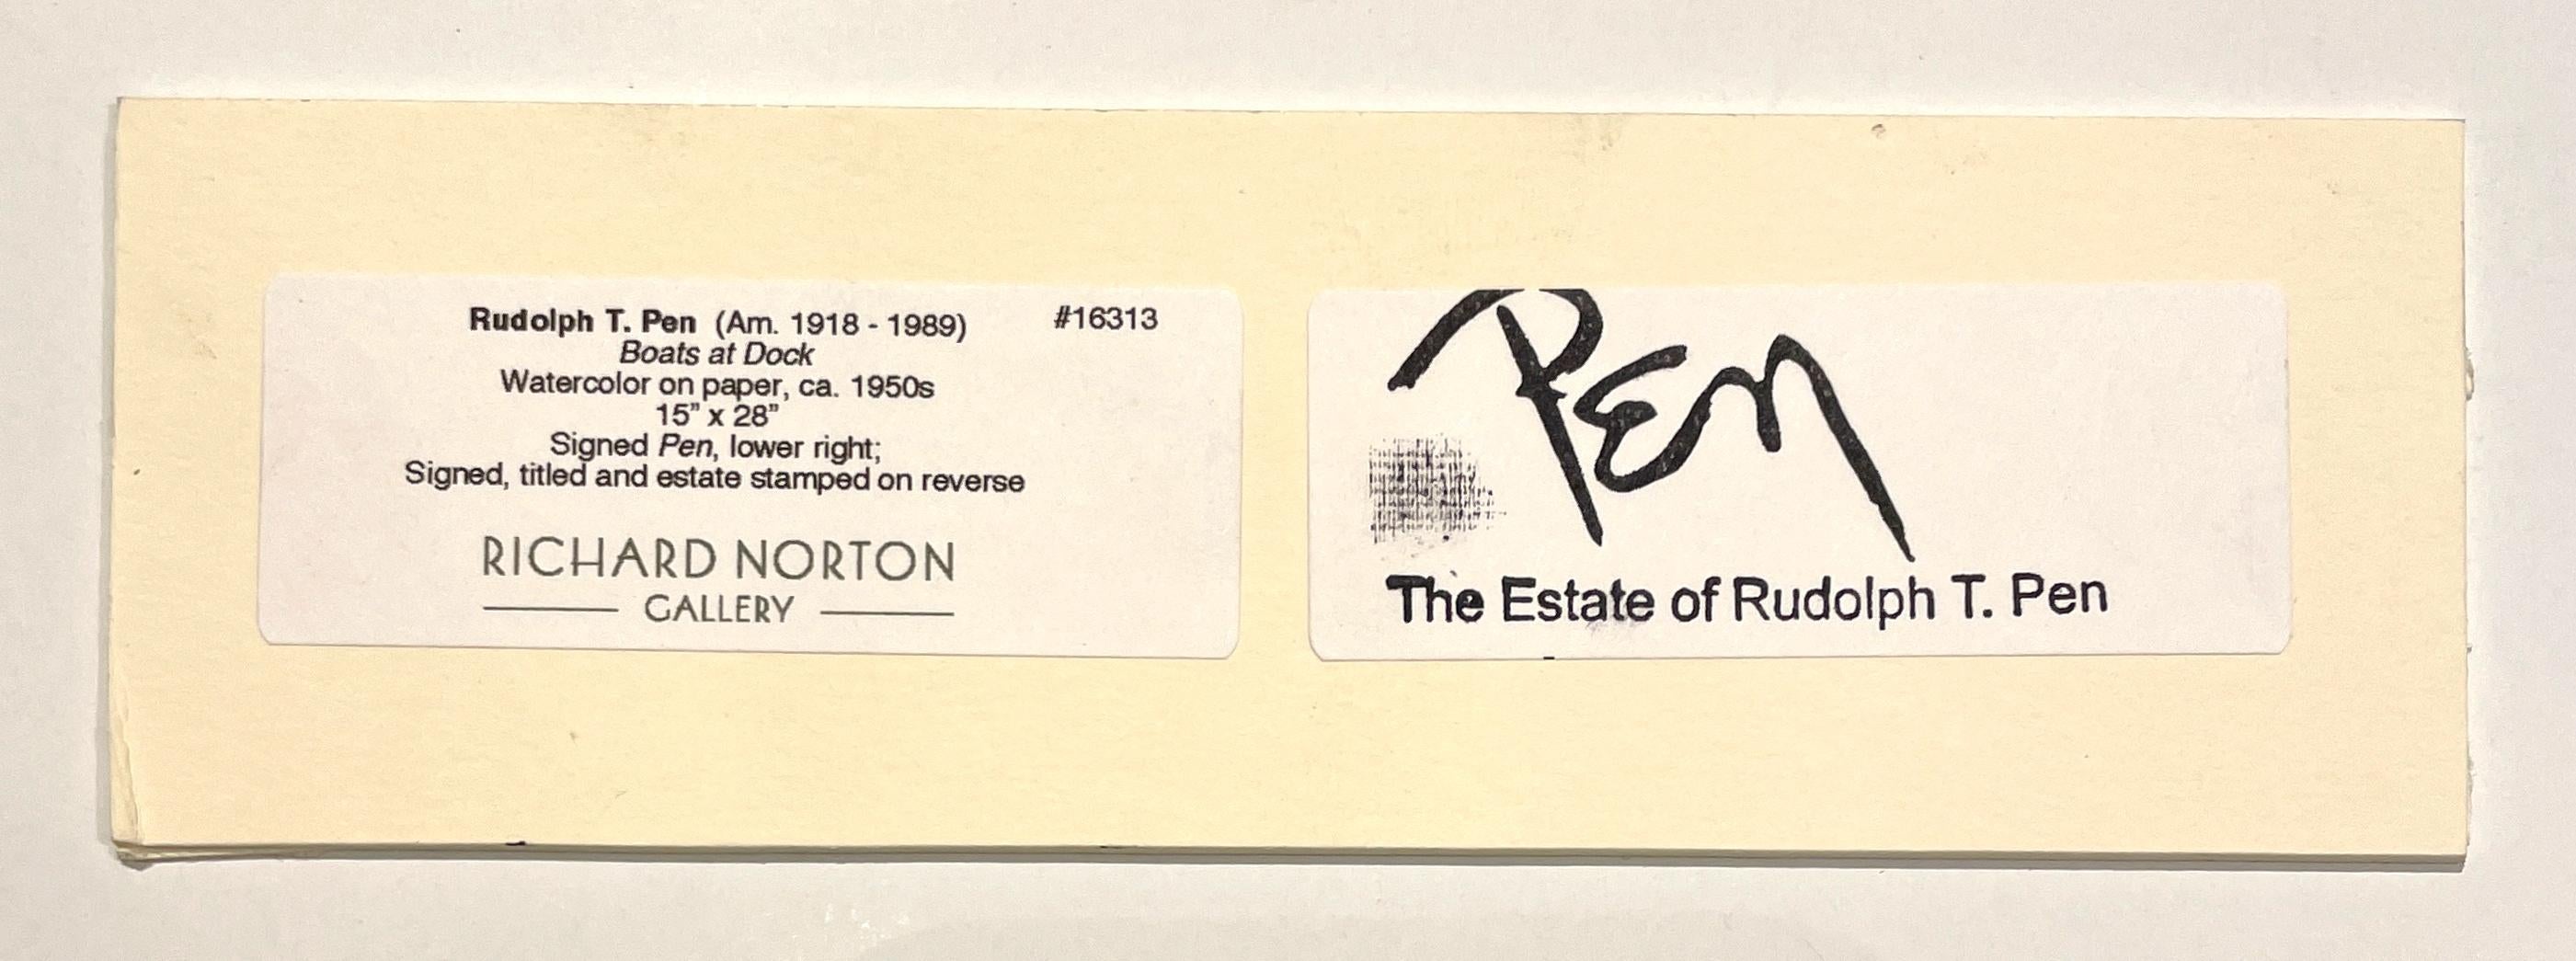 Rudolph T. Pen (Am. 1918 - 1989) #16313
Boats at Dock
Watercolor on paper, ca. 1950s
15” x 28”
Signed Pen, lower right;
Signed, titled and estate stamped on reverse
RICHARD NORTON
GALLERY
Pen
The Estate of Rudolph T. Pen